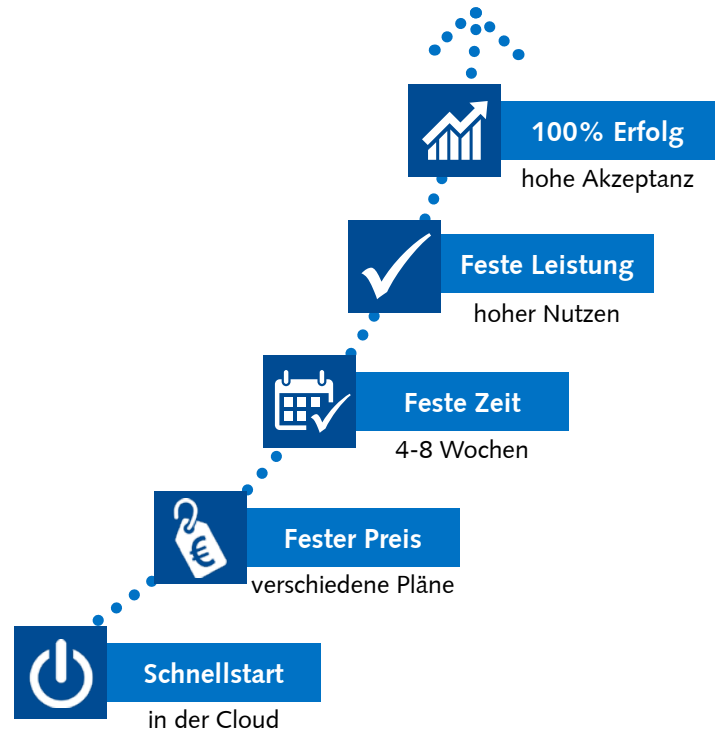 100% Erfolg
hohe Akzeptanz
Feste Leistung
hoher Nutzen
Feste Zeit
4-8 Wochen
€
Fester Preis
verschiedene Pläne
Schnellstart
in der Cloud